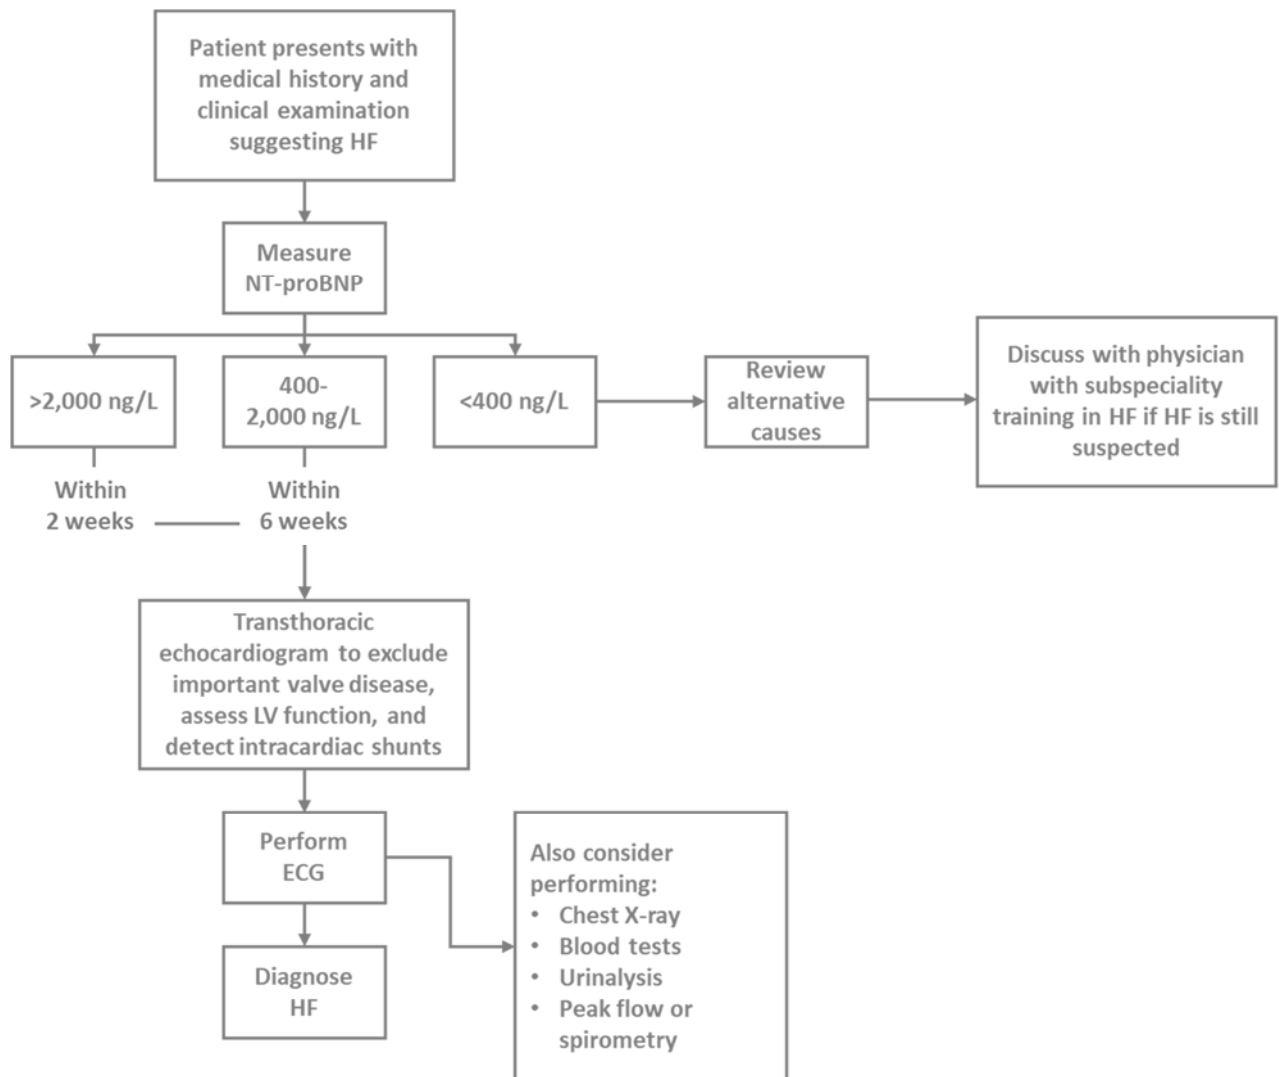 Patient presents with
medical history and
clinical examination
suggesting HF
Measure
NT-proBNP
>2,000 ng/L
400-
2,000 ng/L
<400 ng/L
Review
alternative
causes
Discuss with physician
with subspeciality
training in HF if HF is still
suspected
Within
2 weeks
Within
6 weeks
Transthoracic
echocardiogram to exclude
important valve disease,
assess LV function, and
detect intracardiac shunts
Perform
ECG
Also consider
performing:
• Chest X-ray
• Blood tests
• Urinalysis
• Peak flow or
spirometry
Diagnose
HF